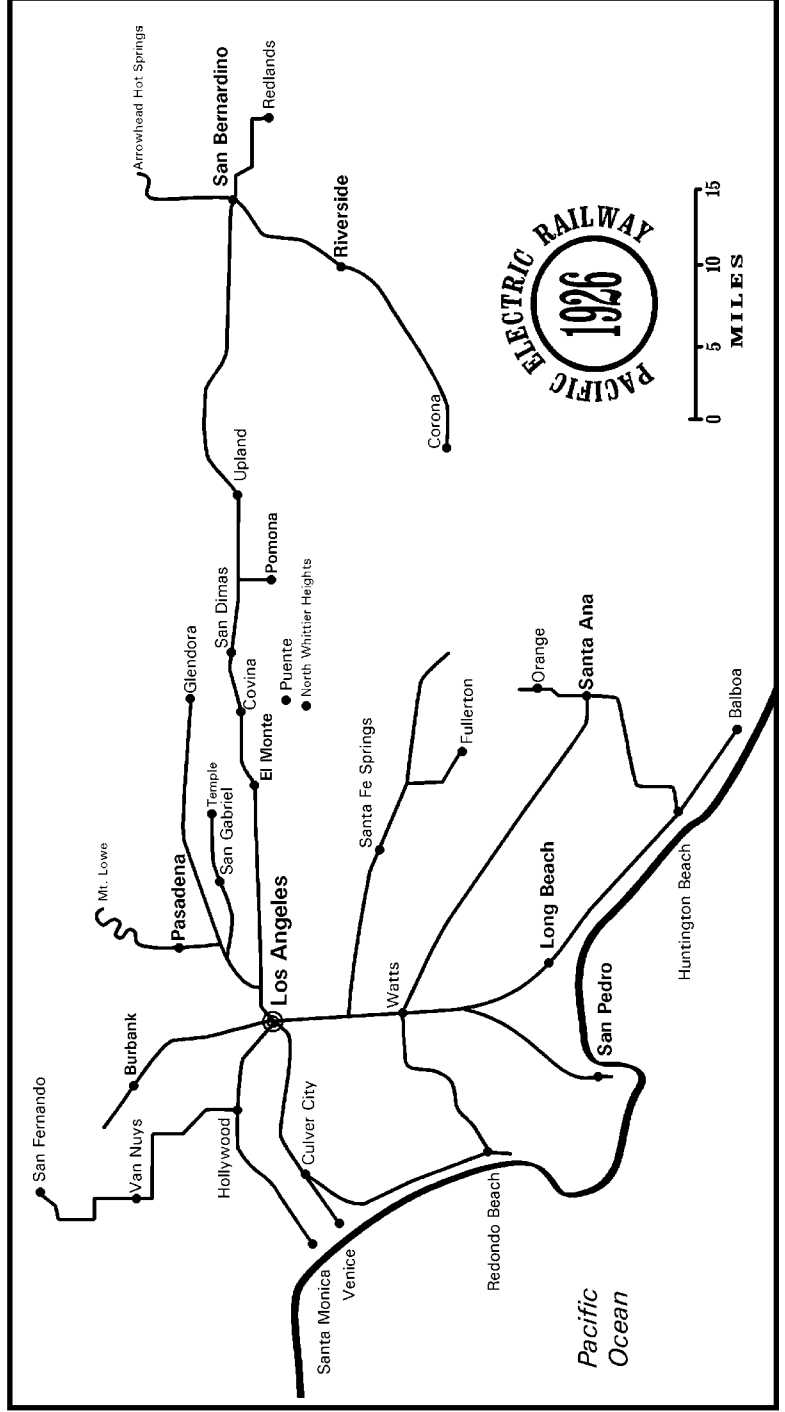 San Fernando
Van Nuys
Burbank
Hollywood
Culver City
Santa Monica
Venice
Redondo Beach
Pacific
Ocean
Mt. Lowe
Pasadena
Los Angeles
Watts
San Pedro
Long Beach
Huntington Beach
Balboa
Glendora
Temple
San Gabriel
El Monte
Covina
San Dimas
Puente
North Whittier Heights
Pomona
Upland
Santa Fe Springs
Fullerton
Orange
Santa Ana
Arrowhead Hot Springs
San Bernardino
Redlands
Riverside
Corona
PACIFIC ELECTRIC RAILWAY
1926
0 5 10 15
MILES